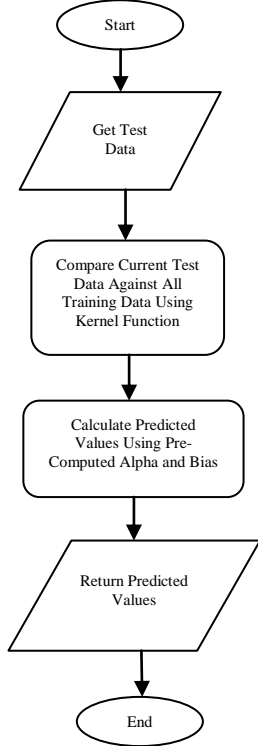 Start
Get Test
Data
Compare Current Test
Data Against All
Training Data Using
Kernel Function
Calculate Predicted
Values Using Pre-
Computed Alpha and Bias
Return Predicted
Values
End